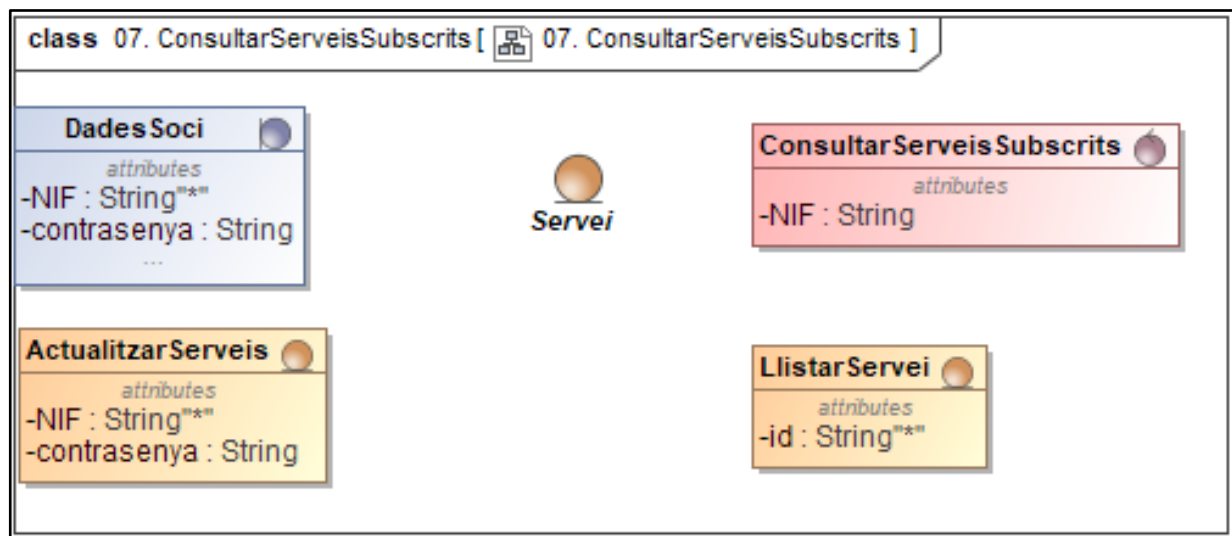 class 07. ConsultarServeisSubscrits [ 07. ConsultarServeisSubscrits ]
DadesSoci
attributes
-NIF : String"*"
-contrasenya : String
...
Servei
ConsultarServeisSubscrits
attributes
-NIF : String
ActualitzarServeis
attributes
-NIF : String"*"
-contrasenya : String
LlistarServei
attributes
-id : String"*"